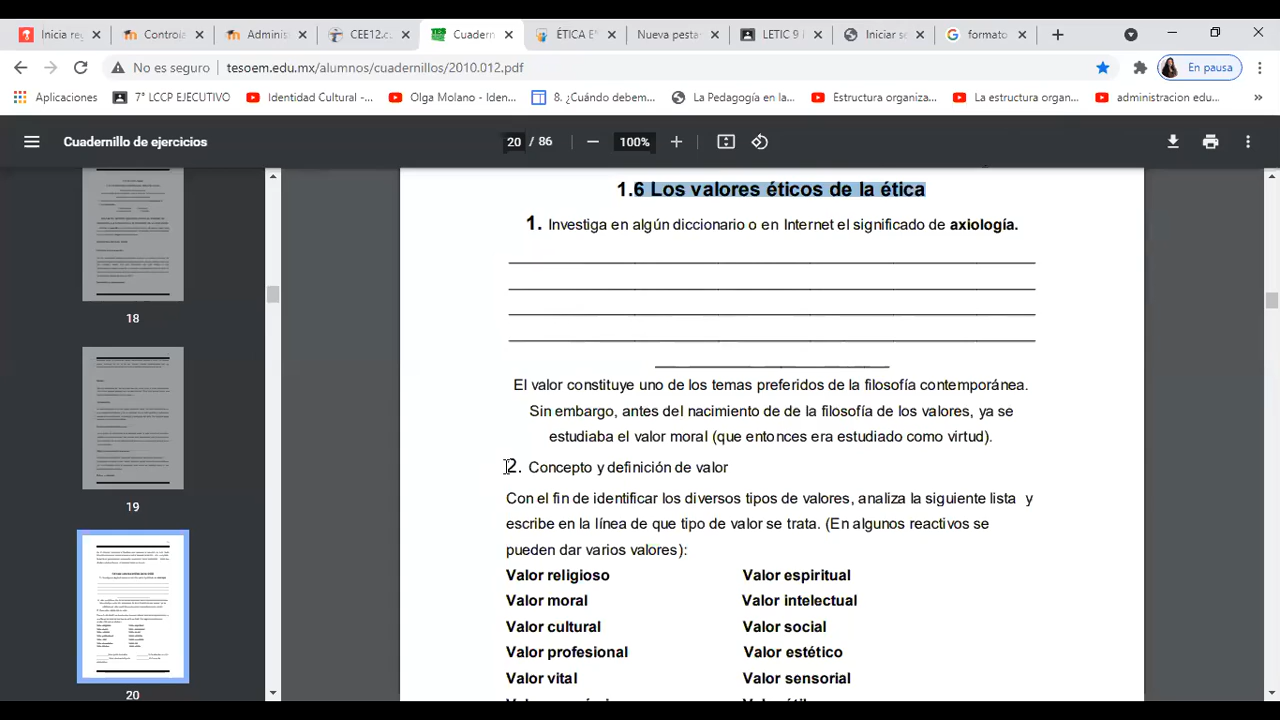 Inicia re
Controla
Adminis
CEE12.c
Cuadern
ÉTICA E
Nueva pesta
LETIC 9
Iniciar s
formato
No es seguro
tesoem.edu.mx/alumnos/cuadernillos/2010.012.pdf
En pausa
Aplicaciones
7° LCCP EJECUTIVO
Identidad Cultural -...
Olga Molano - Iden...
8. ¿Cuándo debem...
La Pedagogía en la...
Estructura organiza...
La estructura organ...
administracion edu...
Cuadernillo de ejercicios
20 / 86
100%
18
19
20
1.6 Los valores éticos de la ética
1. Investiga en algún diccionario o en Internet el significado de axiología.
El valor constituye uno de los temas preferidos de la filosofía contemporánea.
Sinembargo, antes del nacimiento de de la filosofía de los valores, ya se
estudiaba el valor moral (que entonces era estudiado como virtud).
2. Concepto y definición de valor
Con el fin de identificar los diversos tipos de valores, analiza la siguiente lista y
escribe en la línea de que tipo de valor se trata. (En algunos reactivos se
pueden dar varios valores):
Valor religioso
Valor espiritual
Valor moral
Valor intelectual
Valor cultural
Valor social
Valor profesional
Valor estético
Valor vital
Valor sensorial